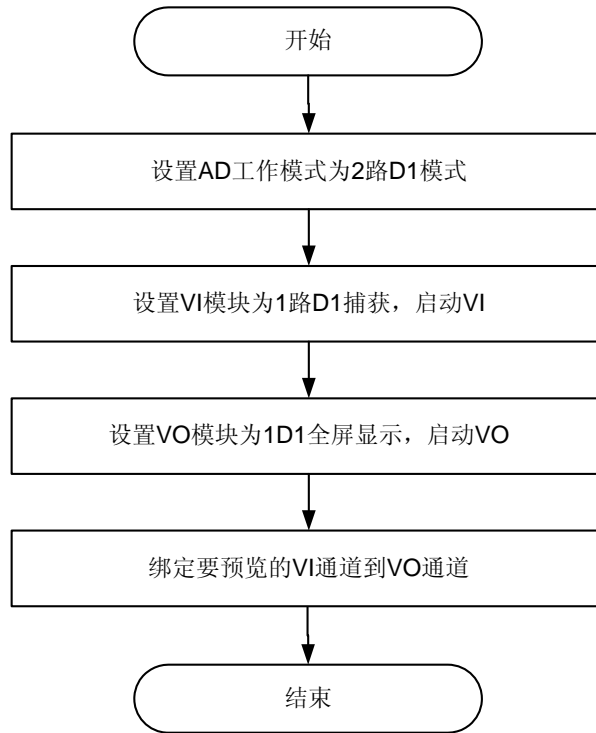 开始
设置AD工作模式为2路D1模式
设置VI模块为1路D1捕获，启动VI
设置VO模块为1D1全屏显示，启动VO
绑定要预览的VI通道到VO通道
结束